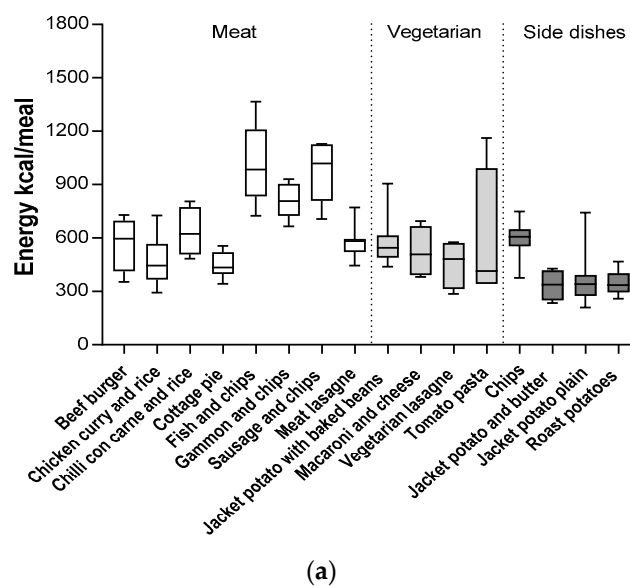 Meat
Vegetarian
Side dishes
Energy kcal/meal
1800
1500
1200
900
600
300
0
Beef burger
Chicken curry and rice
Chilli con carne and rice
Cottage pie
Fish and chips
Gammon and chips
Sausage and chips
Meat lasagne
Jacket potato with baked beans
Macaroni and cheese
Vegetarian lasagne
Tomato pasta
Chips
Jacket potato and butter
Jacket potato plain
Roast potatoes
(a)